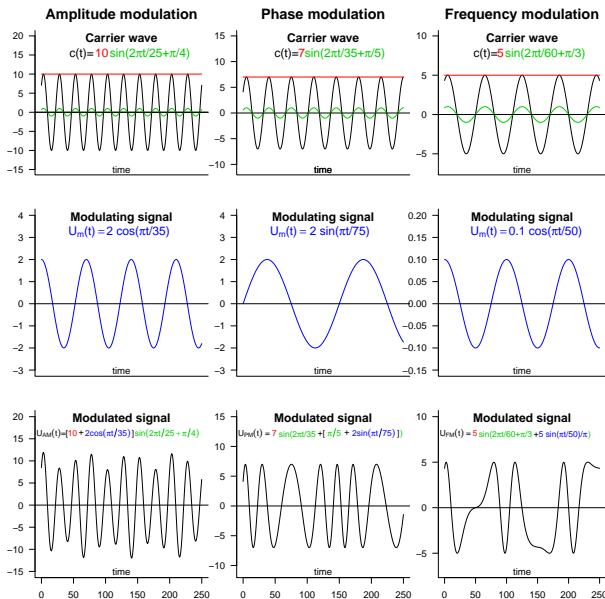 Amplitude modulation
Phase modulation
Frequency modulation
Carrier wave
c(t)=10sin(2πt/25+π/4)
20
15
10
5
0
−5
−10
−15
time
Carrier wave
c(t)=7sin(2πt/35+π/5)
15
10
5
0
−5
−10
time
Carrier wave
c(t)=5sin(2πt/60+π/3)
10
5
0
−5
time
Modulating signal
Um(t)=2 cos(πt/35)
4
3
2
1
0
−1
−2
−3
time
Modulating signal
Um(t)=2 sin(πt/75)
4
3
2
1
0
−1
−2
−3
time
Modulating signal
Um(t)=0.1 cos(πt/50)
0.20
0.15
0.10
0.05
0.00
−0.05
−0.10
−0.15
time
Modulated signal
UAM(t)=[10+2cos(πt/35)]sin(2πt/25+π/4)
20
15
10
5
0
−5
−10
−15
time
0 50 100 150 200 250
Modulated signal
UPM(t)=7 sin(2πt/35+[π/5 + 2sin(πt/75)])
15
10
5
0
−5
−10
time
0 50 100 150 200 250
Modulated signal
UFM(t)=5 sin(2πt/60+π/3+5 sin(πt/50)/π)
10
5
0
−5
time
0 50 100 150 200 250